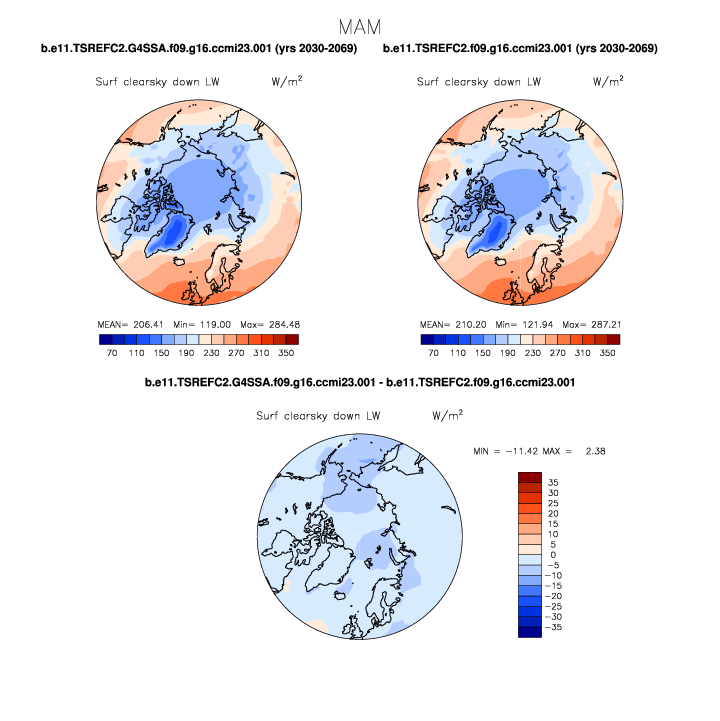 MAM
b.e11.TSREFC2.G4SSA.f09.g16.ccmi23.001 (yrs 2030-2069) b.e11.TSREFC2.f09.g16.ccmi23.001 (yrs 2030-2069)
Surf clearsky down LW W/m² Surf clearsky down LW W/m²
MEAN= 206.41 Min= 119.00 Max= 284.48 MEAN= 210.20 Min= 121.94 Max= 287.21
70 110 150 190 230 270 310 350 70 110 150 190 230 270 310 350
b.e11.TSREFC2.G4SSA.f09.g16.ccmi23.001 - b.e11.TSREFC2.f09.g16.ccmi23.001
Surf clearsky down LW W/m²
MIN = -11.42 MAX = 2.38
35
30
25
20
15
10
5
0
-5
-10
-15
-20
-25
-30
-35